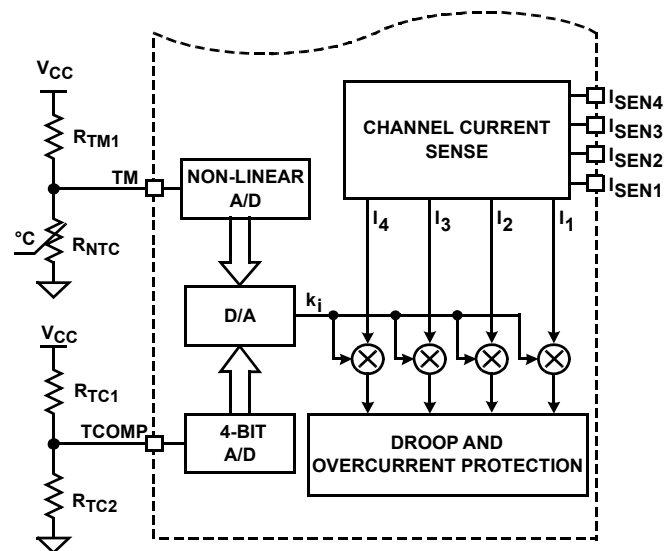 VCC
RTM1
TM
°C
RNTC
NON-LINEAR
A/D
CHANNEL CURRENT
SENSE
ISEN4
ISEN3
ISEN2
ISEN1
I4
I3
I2
I1
D/A
ki
VCC
RTC1
TCOMP
RTC2
4-BIT
A/D
DROOP AND
OVERCURRENT PROTECTION